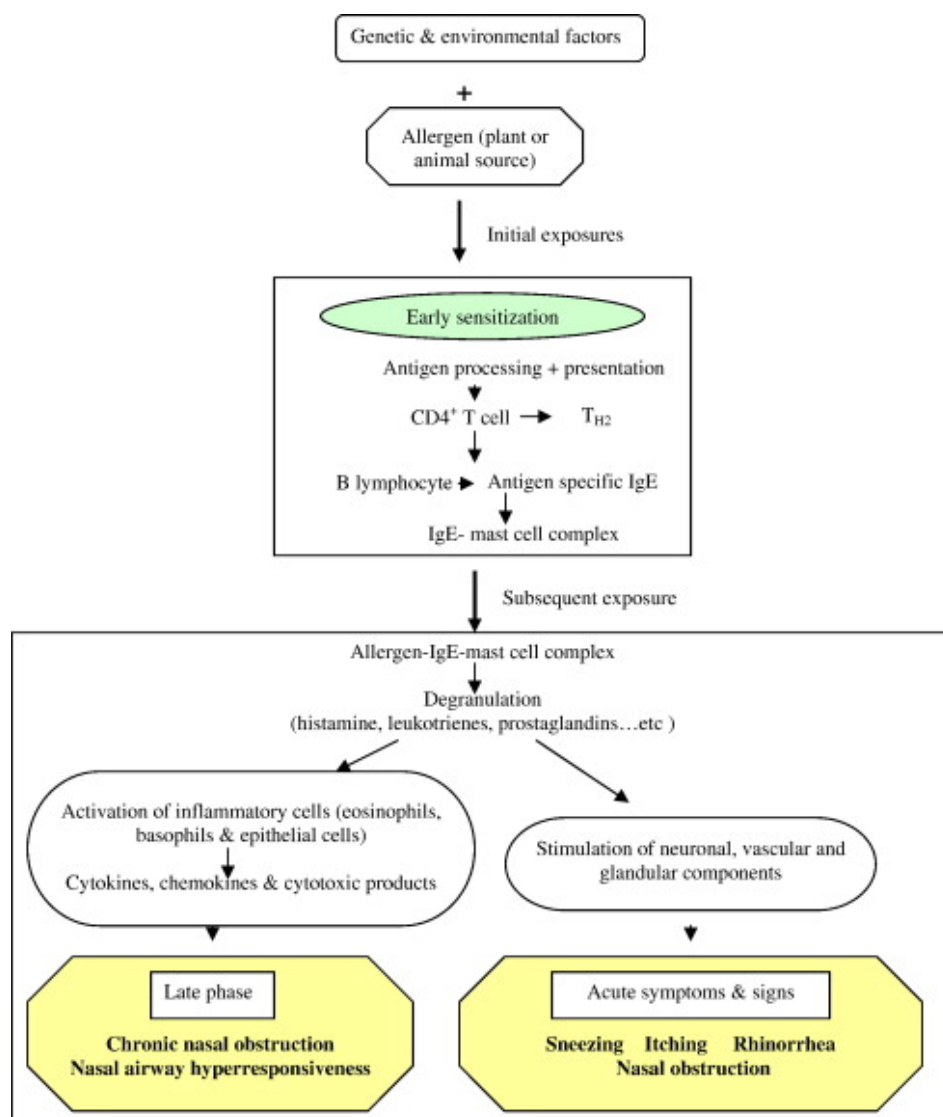 Genetic & environmental factors
+
Allergen (plant or
animal source)
Initial exposures
Early sensitization
Antigen processing + presentation
CD4⁺ T cell
T_H2
B lymphocyte
Antigen specific IgE
IgE- mast cell complex
Subsequent exposure
Allergen-IgE-mast cell complex
Degranulation
(histamine, leukotrienes, prostaglandins…etc )
Activation of inflammatory cells (eosinophils,
basophils & epithelial cells)
Cytokines, chemokines & cytotoxic products
Stimulation of neuronal, vascular and
glandular components
Late phase
Chronic nasal obstruction
Nasal airway hyperresponsiveness
Acute symptoms & signs
Sneezing Itching Rhinorrhea
Nasal obstruction